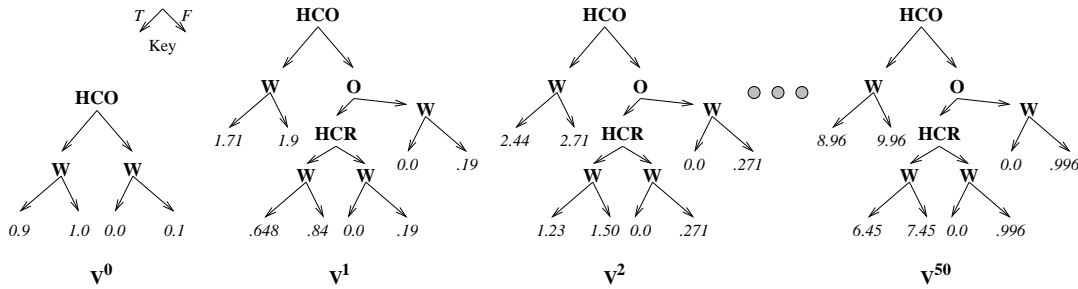 T F
Key
HCO HCO HCO
HCO
W O W O W O
W W W
HCR HCR HCR
1.71 1.9 2.44 2.71 8.96 9.96
0.0 .19 0.0 .271 0.0 .996
W W W W W W W W
0.9 1.0 0.0 0.1 .648 .84 0.0 .19 1.23 1.50 0.0 .271 6.45 7.45 0.0 .996
V⁰ V¹ V² V⁵⁰